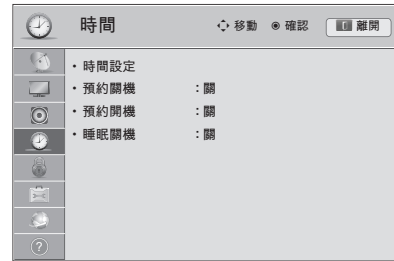 時間 移動 確認 離開
・時間設定
・預約關機 ：關
・預約開機 ：關
・睡眠關機 ：關
?